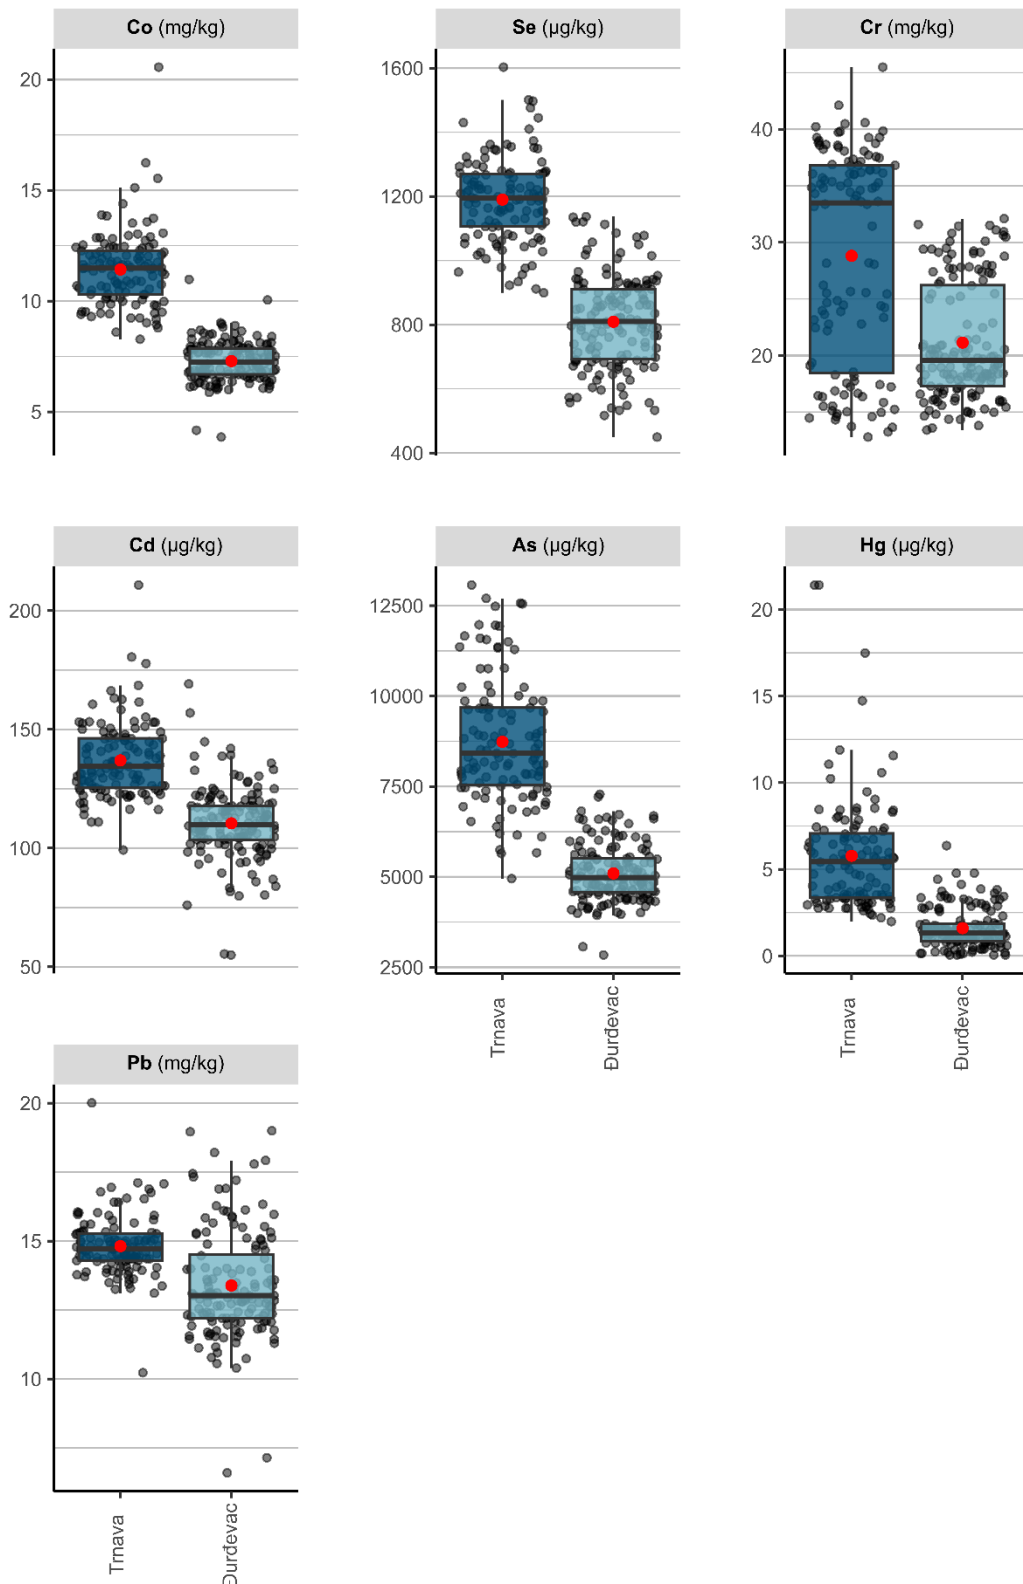 Co (mg/kg)
Se (µg/kg)
Cr (mg/kg)
20
15
10
5
1600
1200
800
400
40
30
20
Cd (µg/kg)
As (µg/kg)
Hg (µg/kg)
200
150
100
50
12500
10000
7500
5000
2500
20
15
10
5
0
Trnava
Đurđevac
Trnava
Đurđevac
Pb (mg/kg)
20
15
10
Trnava
Đurđevac